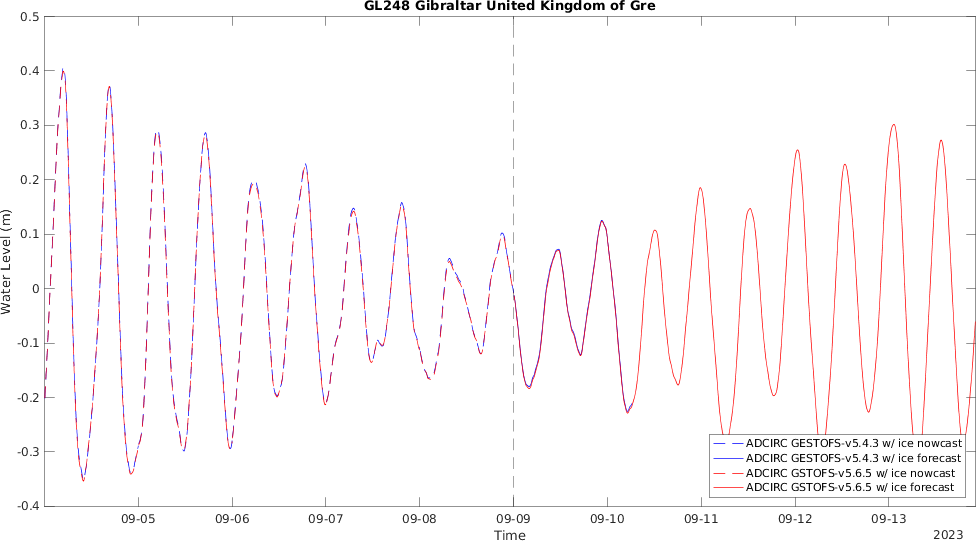 GL248 Gibraltar United Kingdom of Gre
0.5
0.4
0.3
0.2
0.1
0
-0.1
-0.2
-0.3
-0.4
Water Level (m)
09-05 09-06 09-07 09-08 09-09 09-10 09-11 09-12 09-13
Time
2023
ADCIRC GESTOFS-v5.4.3 w/ ice nowcast
ADCIRC GESTOFS-v5.4.3 w/ ice forecast
ADCIRC GSTOFS-v5.6.5 w/ ice nowcast
ADCIRC GSTOFS-v5.6.5 w/ ice forecast